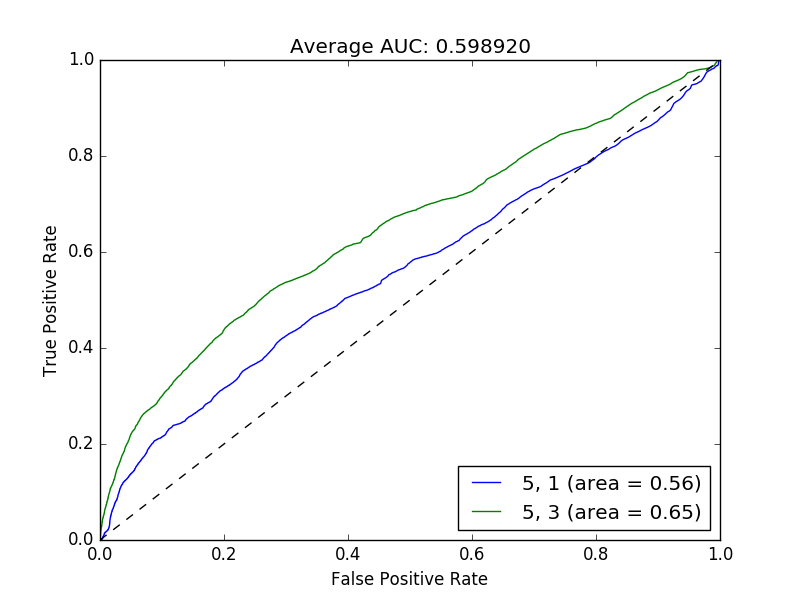 Average AUC: 0.598920
1.0
0.8
0.6
0.4
0.2
0.0
True Positive Rate
5, 1 (area = 0.56)
5, 3 (area = 0.65)
0.0 0.2 0.4 0.6 0.8 1.0
False Positive Rate